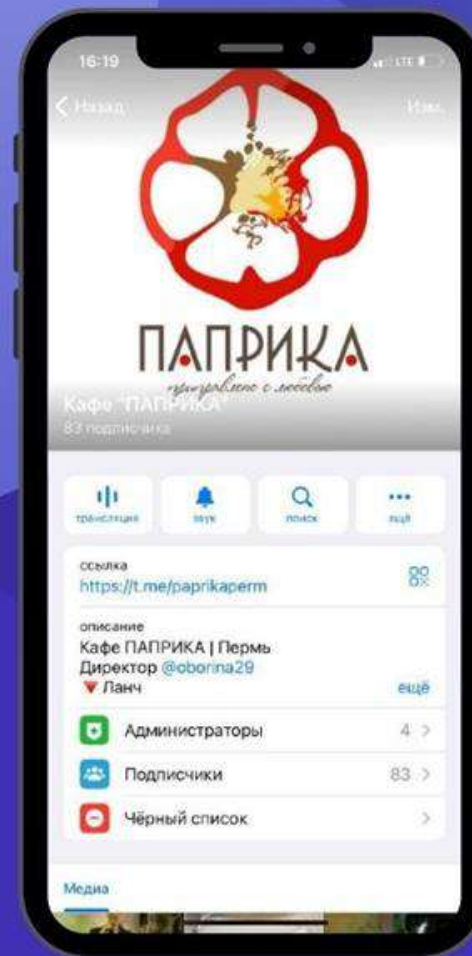 16:19
LTE
Назад
Изм.
ПАПРИКА
приправлено с любовью
Кафе "ПАПРИКА"
83 подписчика
трансляция
звук
поиск
ещё
ссылка
https://t.me/paprikaperm
описание
Кафе ПАПРИКА | Пермь
Директор @oborina29
Ланч
ещё
Администраторы 4
Подписчики 83
Чёрный список
Медиа